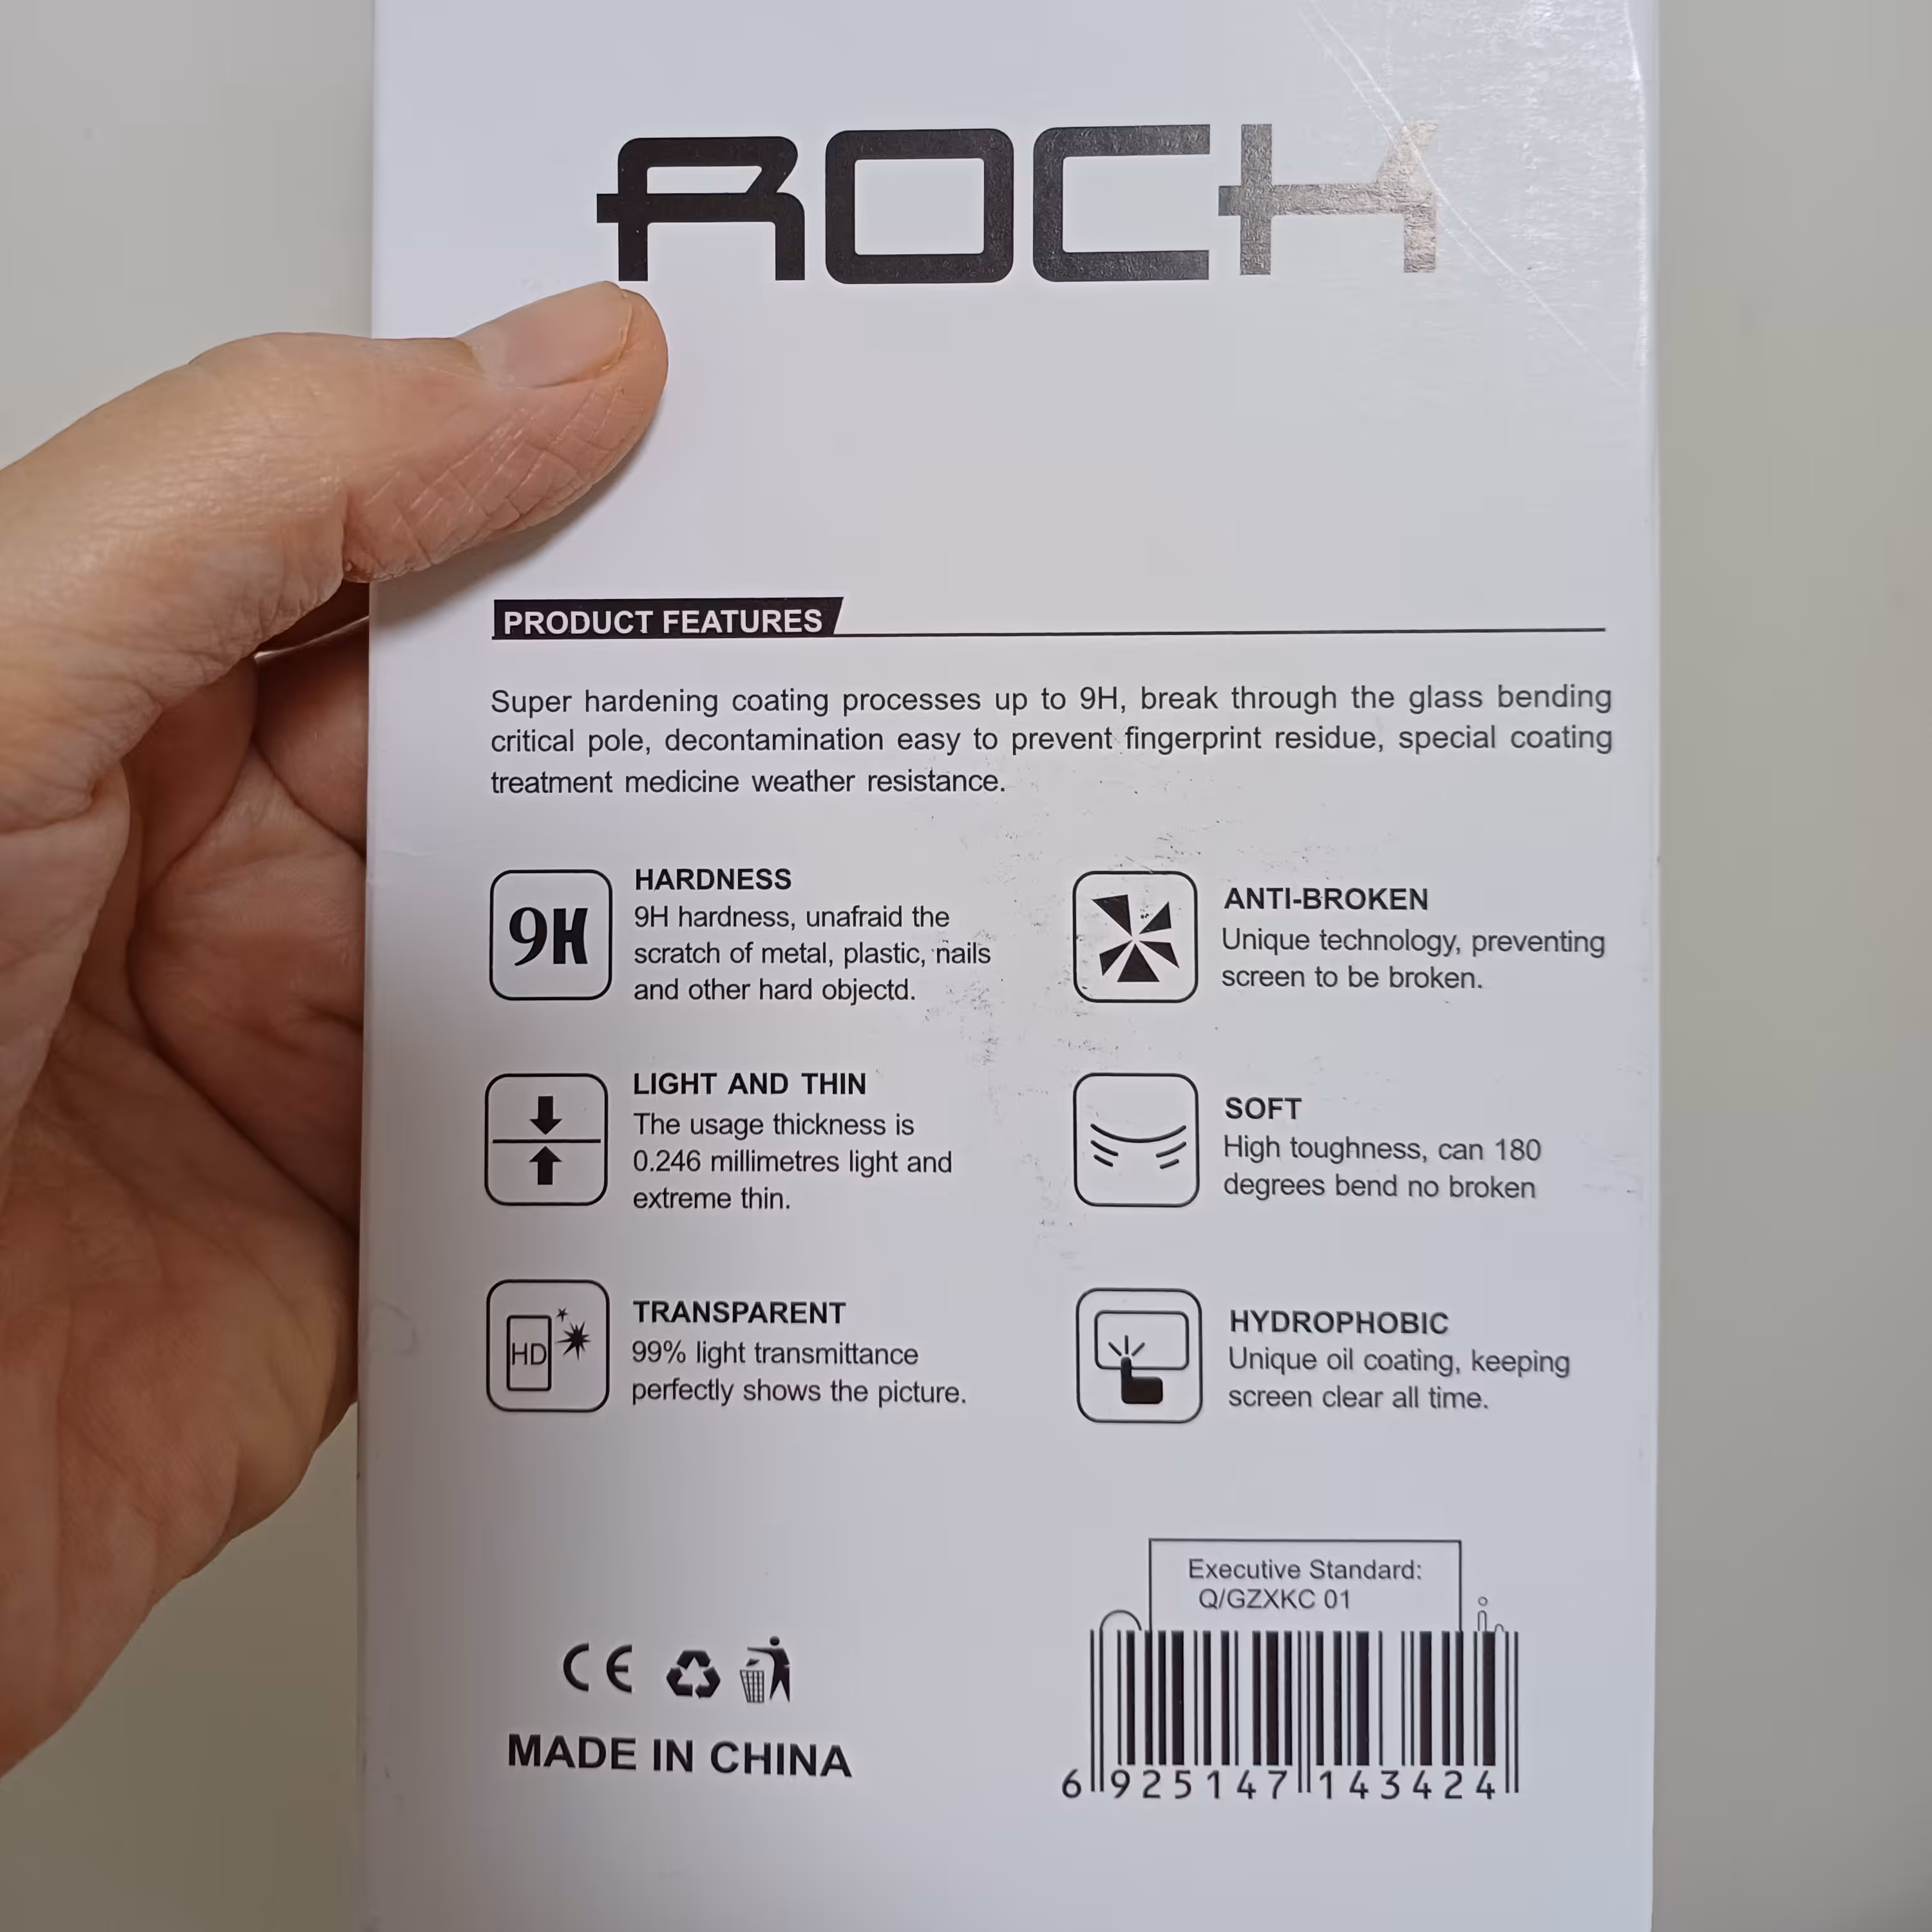 ROCK
PRODUCT FEATURES
Super hardening coating processes up to 9H, break through the glass bending
critical pole, decontamination easy to prevent fingerprint residue, special coating
treatment medicine weather resistance.
9H
HARDNESS
9H hardness, unafraid the
scratch of metal, plastic, nails
and other hard objectd.
ANTI-BROKEN
Unique technology, preventing
screen to be broken.
LIGHT AND THIN
The usage thickness is
0.246 millimetres light and
extreme thin.
SOFT
High toughness, can 180
degrees bend no broken
HD
TRANSPARENT
99% light transmittance
perfectly shows the picture.
HYDROPHOBIC
Unique oil coating, keeping
screen clear all time.
Executive Standard:
Q/GZXKC 01
CE
MADE IN CHINA
6 925147 143424